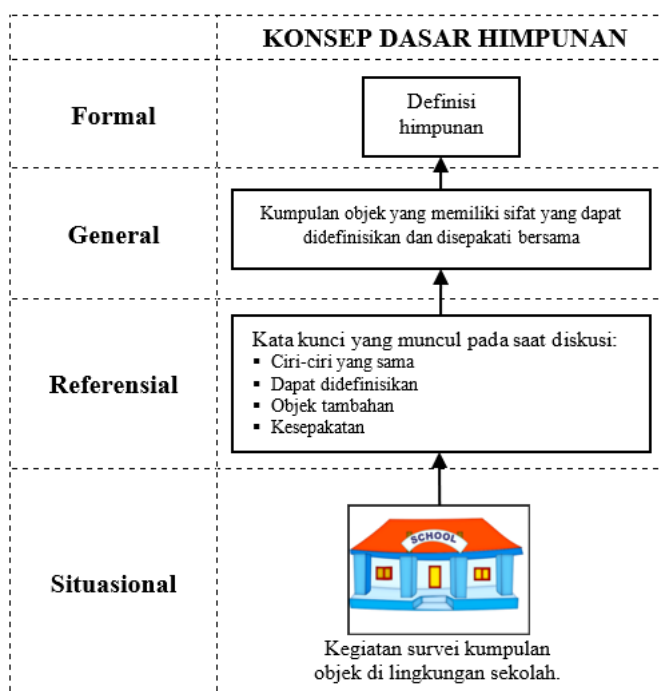 KONSEP DASAR HIMPUNAN
Formal
Definisi
himpunan
General
Kumpulan objek yang memiliki sifat yang dapat
didefinisikan dan disepakati bersama
Referensial
Kata kunci yang muncul pada saat diskusi:
▪ Ciri-ciri yang sama
▪ Dapat didefinisikan
▪ Objek tambahan
▪ Kesepakatan
Situasional
SCHOOL
Kegiatan survei kumpulan
objek di lingkungan sekolah.